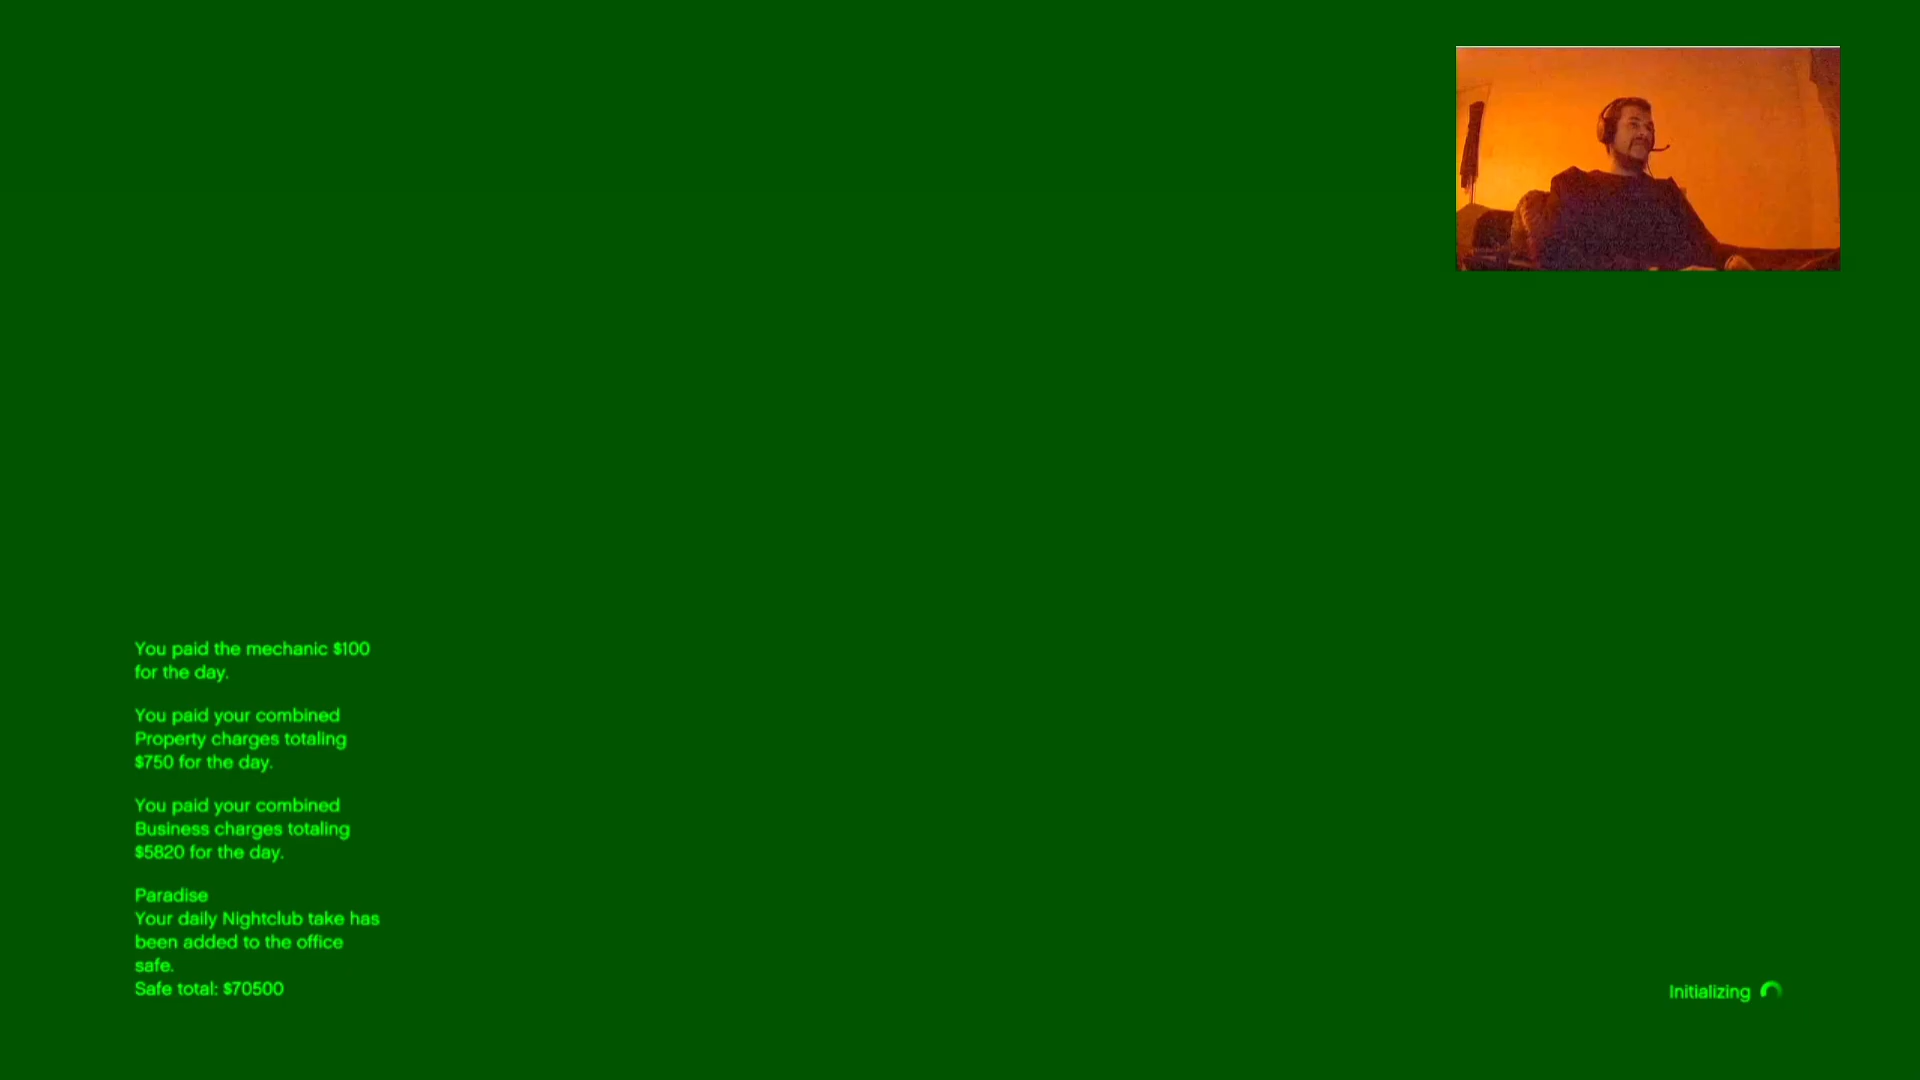 You paid the mechanic $100
for the day.
You paid your combined
Property charges totaling
$750 for the day.
You paid your combined
Business charges totaling
$5820 for the day.
Paradise
Your daily Nightclub take has
been added to the office
safe.
Safe total: $70500
Initializing